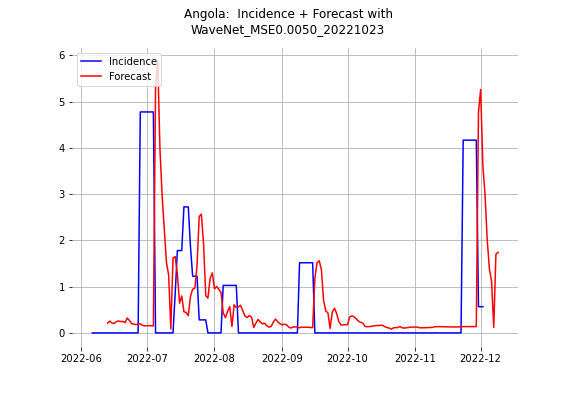 Angola:  Incidence + Forecast with
WaveNet_MSE0.0050_20221023
Incidence
Forecast
6
5
4
3
2
1
0
2022-06 2022-07 2022-08 2022-09 2022-10 2022-11 2022-12